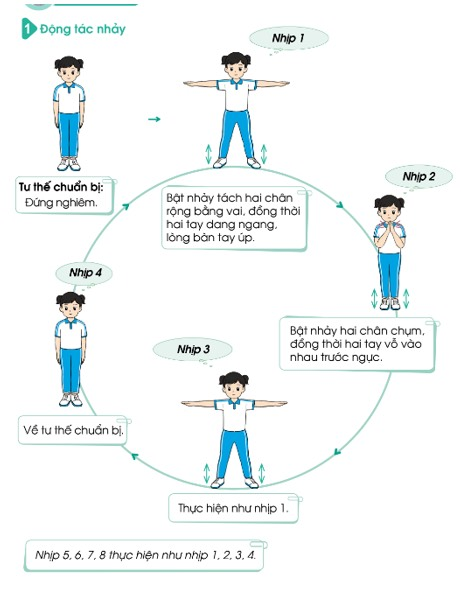 1 Động tác nhảy
Nhịp 1
Tư thế chuẩn bị:
Đứng nghiêm.
Bật nhảy tách hai chân
rộng bằng vai, đồng thời
hai tay dang ngang,
lòng bàn tay úp.
Nhịp 2
Bật nhảy hai chân chụm,
đồng thời hai tay vỗ vào
nhau trước ngực.
Nhịp 3
Thực hiện như nhịp 1.
Nhịp 4
Về tư thế chuẩn bị.
Nhịp 5, 6, 7, 8 thực hiện như nhịp 1, 2, 3, 4.